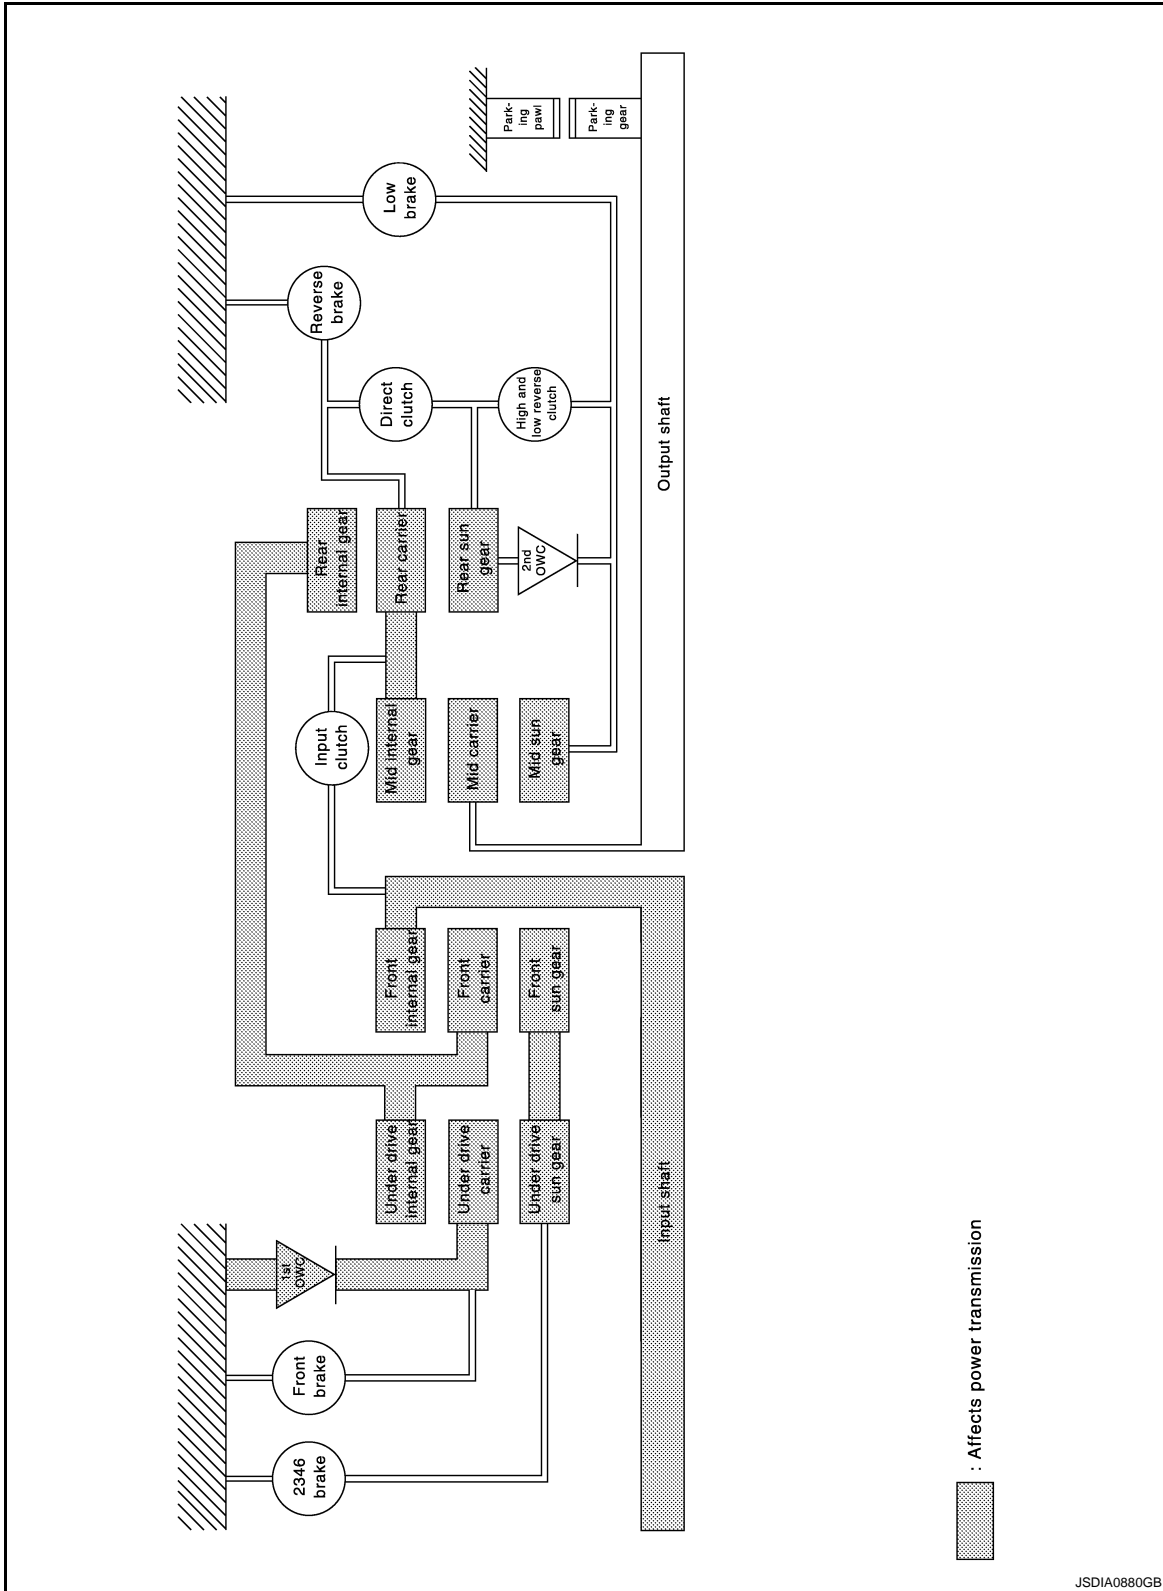 Park-
ing
pawl
Park-
ing
gear
Low
brake
Reverse
brake
Direct
clutch
High and
low reverse
clutch
Output shaft
Rear
internal gear
Rear carrier
Rear sun
gear
2nd
OWC
Input
clutch
Mid internal
gear
Mid carrier
Mid sun
gear
Front
internal gear
Front
carrier
Front
sun gear
Under drive
internal gear
Under drive
carrier
Under drive
sun gear
Input shaft
1st
OWC
Front
brake
2346
brake
: Affects power transmission
JSDIA0880GB